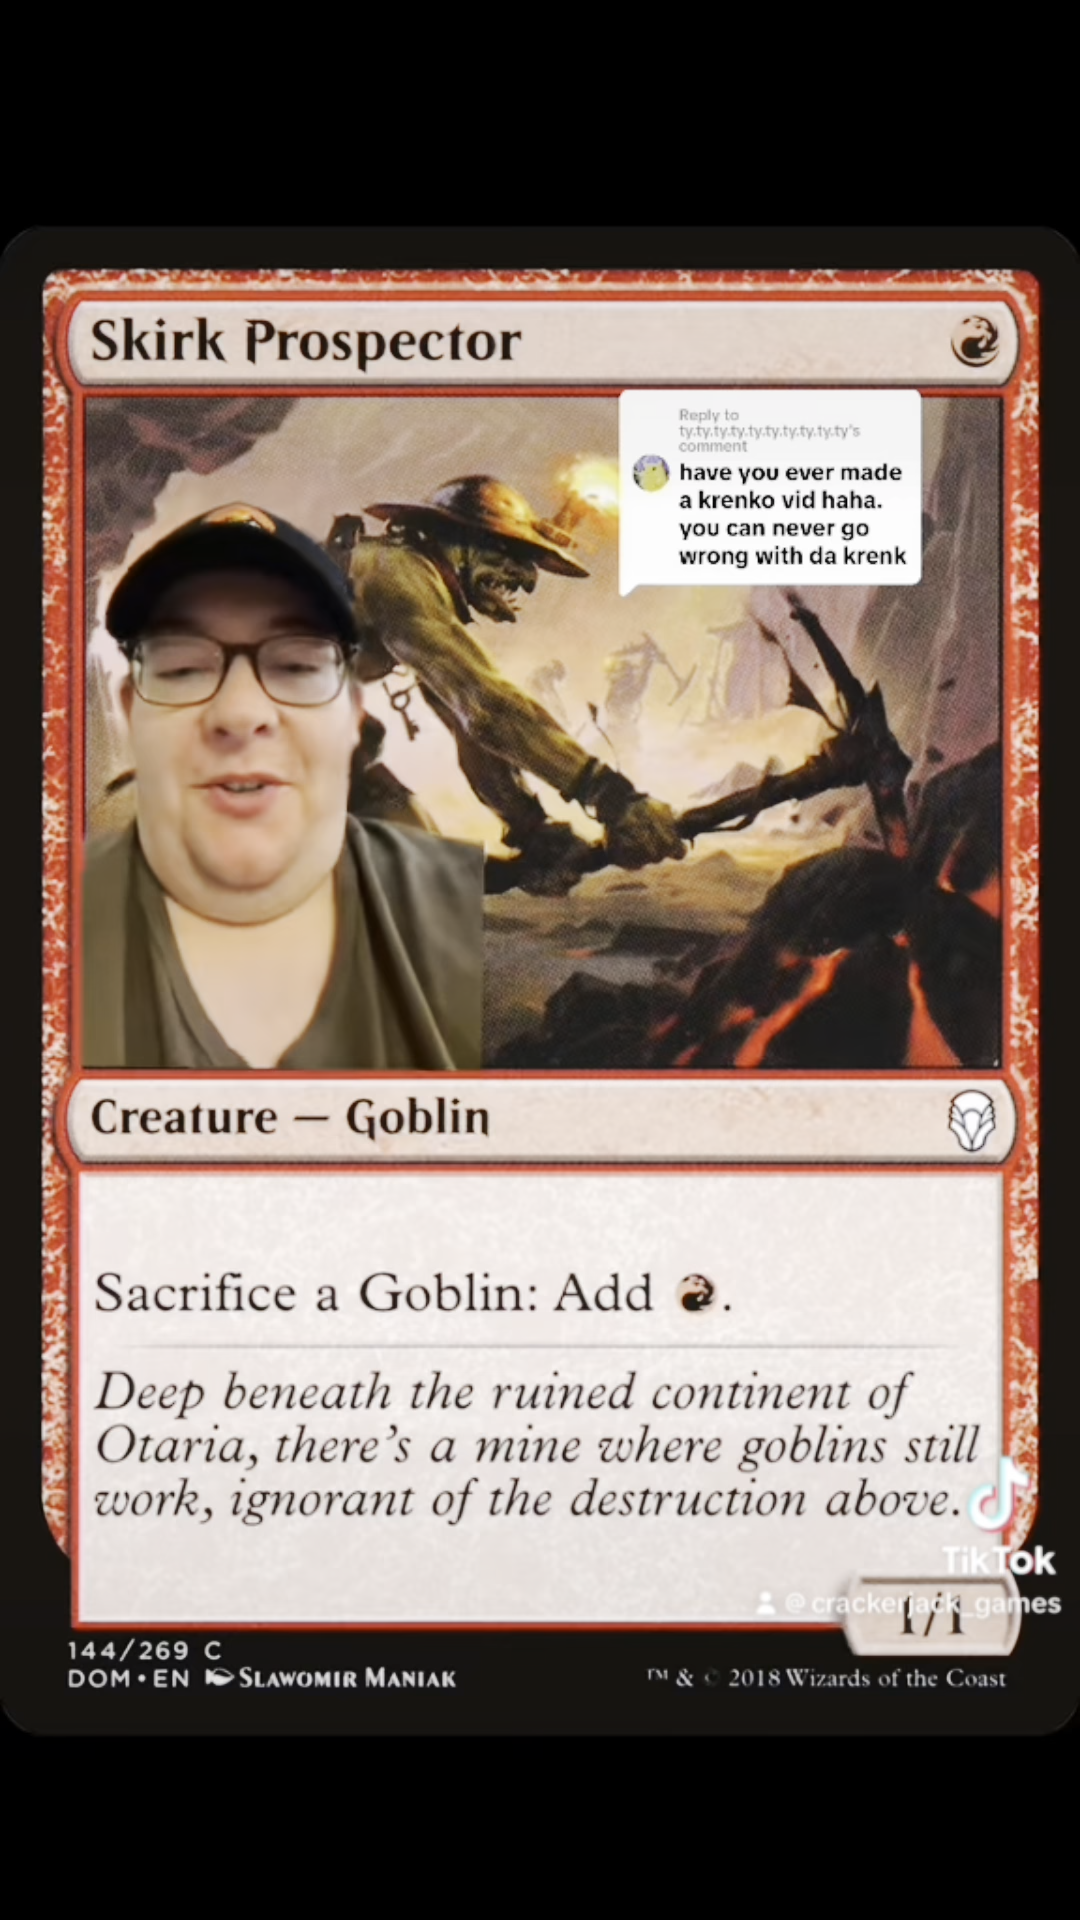 Skirk Prospector
Reply to
ty.ty.ty.ty.ty.ty.ty.ty.ty.ty's
comment
have you ever made
a krenko vid haha.
you can never go
wrong with da krenk
Creature — Goblin
Sacrifice a Goblin: Add .
Deep beneath the ruined continent of
Otaria, there's a mine where goblins still
work, ignorant of the destruction above.
TikTok
@crackerjack_games
1/1
144/269 C
DOM • EN SLAWOMIR MANIAK
™ & © 2018 Wizards of the Coast